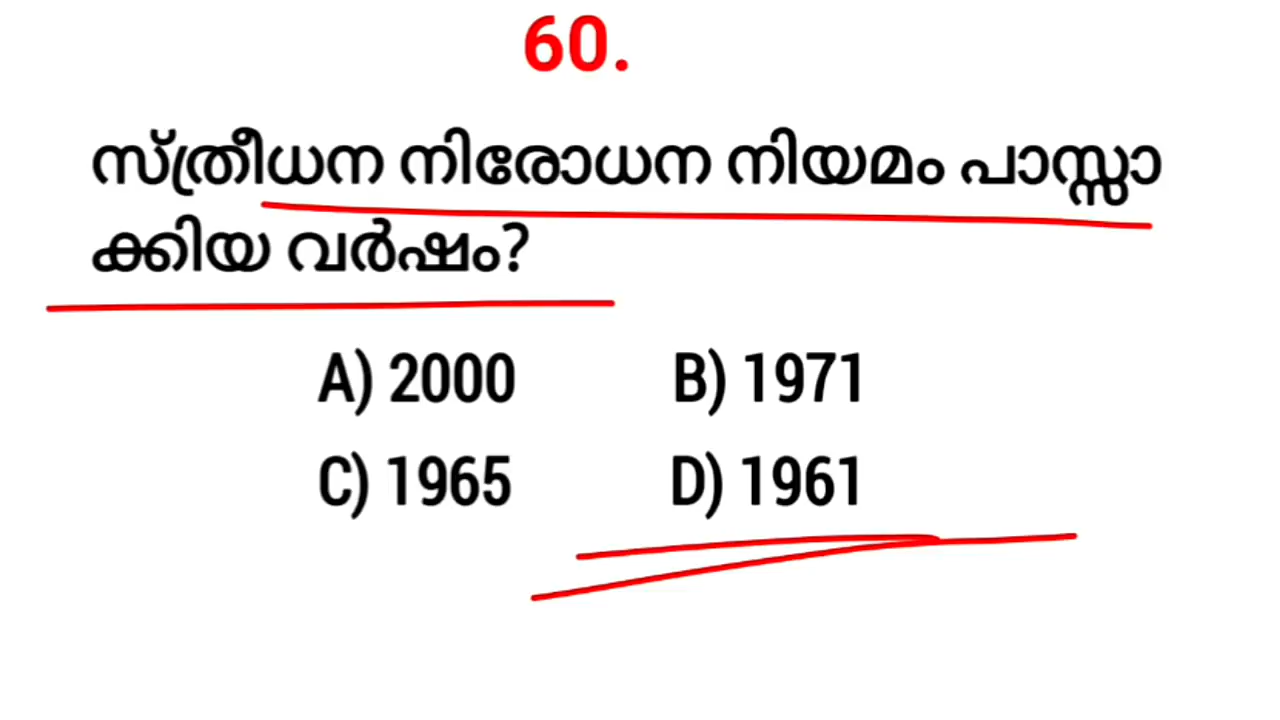 60.
സ്ത്രീധന നിരോധന നിയമം പാസ്സാ
ക്കിയ വർഷം?
A) 2000 B) 1971
C) 1965 D) 1961